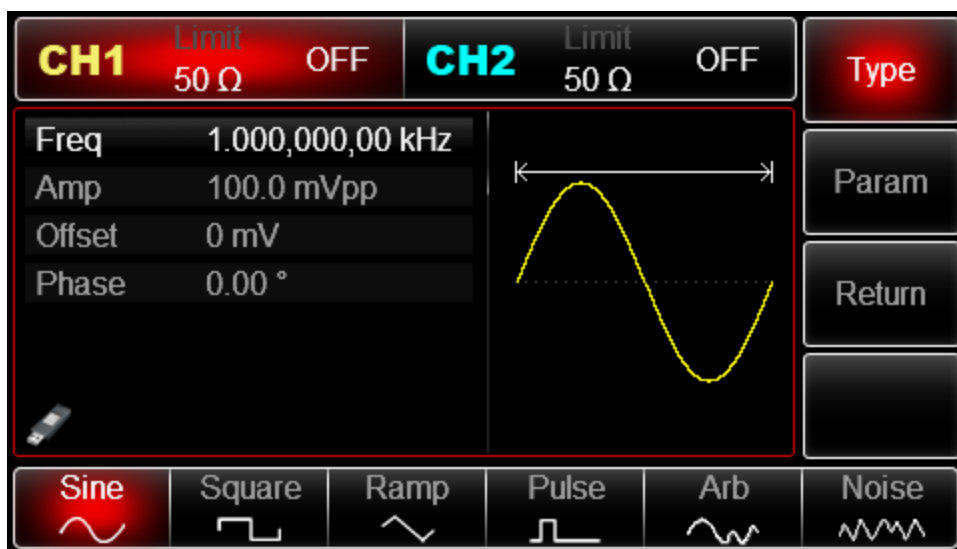 CH1 Limit 50 Ω OFF
CH2 Limit 50 Ω OFF
Type
Freq 1.000,000,00 kHz
Amp 100.0 mVpp
Offset 0 mV
Phase 0.00 °
Param
Return
Sine Square Ramp Pulse Arb Noise